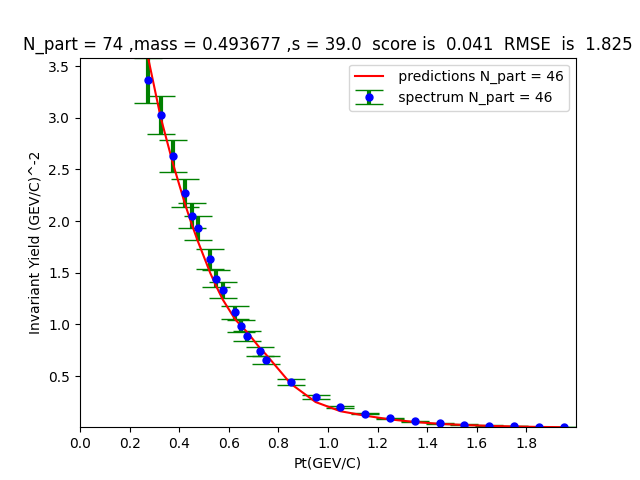 N_part = 74 ,mass = 0.493677 ,s = 39.0  score is  0.041  RMSE  is  1.825
predictions N_part = 46
spectrum N_part = 46
Invariant Yield (GEV/C)^-2
3.5
3.0
2.5
2.0
1.5
1.0
0.5
0.0 0.2 0.4 0.6 0.8 1.0 1.2 1.4 1.6 1.8
Pt(GEV/C)